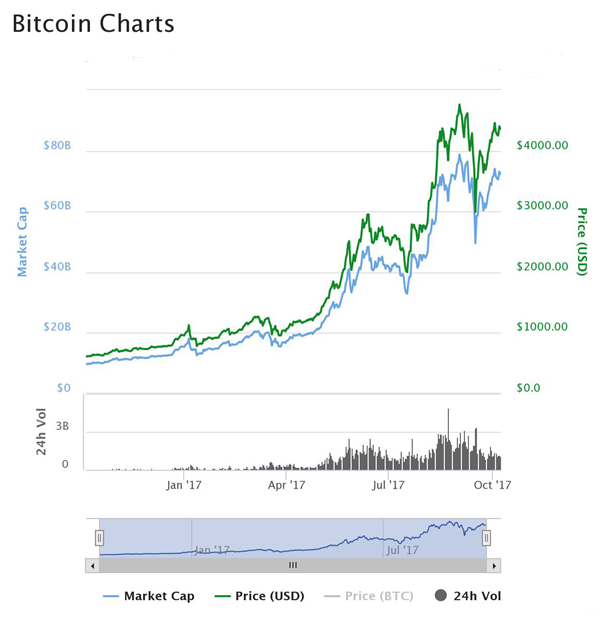 Bitcoin Charts
Market Cap
$80B
$60B
$40B
$20B
$0
Price (USD)
$4000.00
$3000.00
$2000.00
$1000.00
$0.0
24h Vol
3B
0
Jan '17
Apr '17
Jul '17
Oct '17
Jan '17
Jul '17
Market Cap
Price (USD)
Price (BTC)
24h Vol